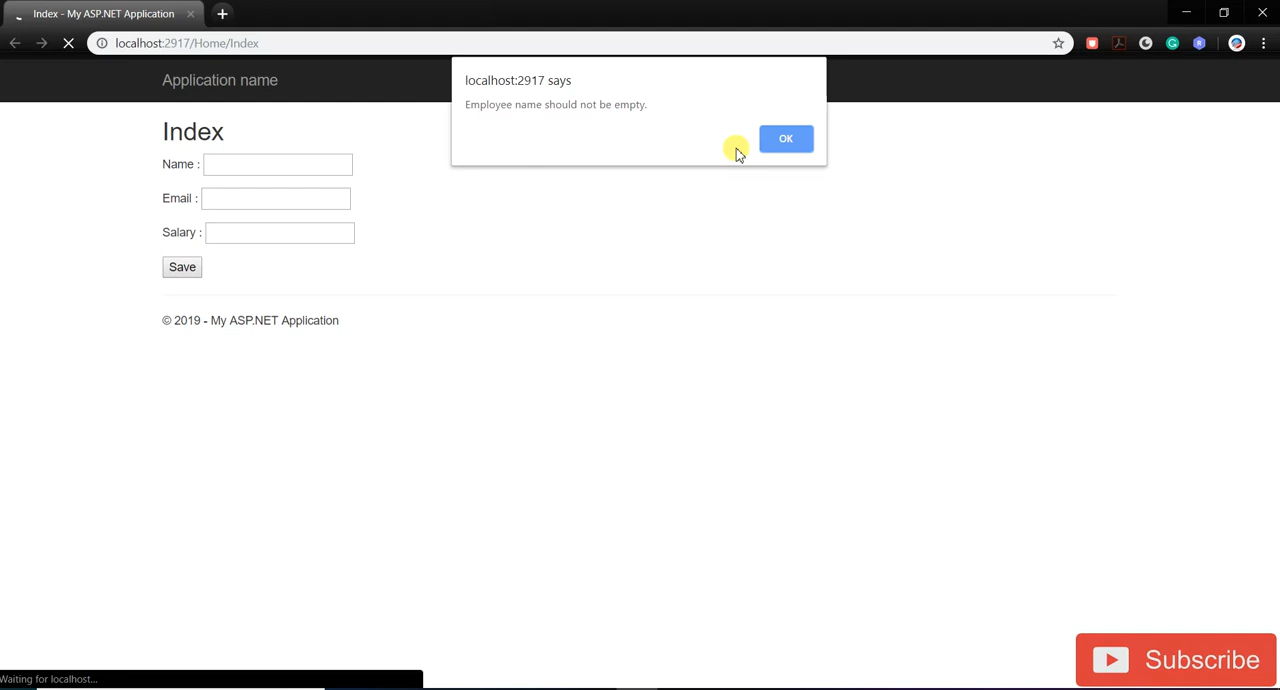 Index - My ASP.NET Application
localhost:2917/Home/Index
Application name
localhost:2917 says
Employee name should not be empty.
OK
Index
Name :
Email :
Salary :
Save
© 2019 - My ASP.NET Application
Subscribe
Waiting for localhost...